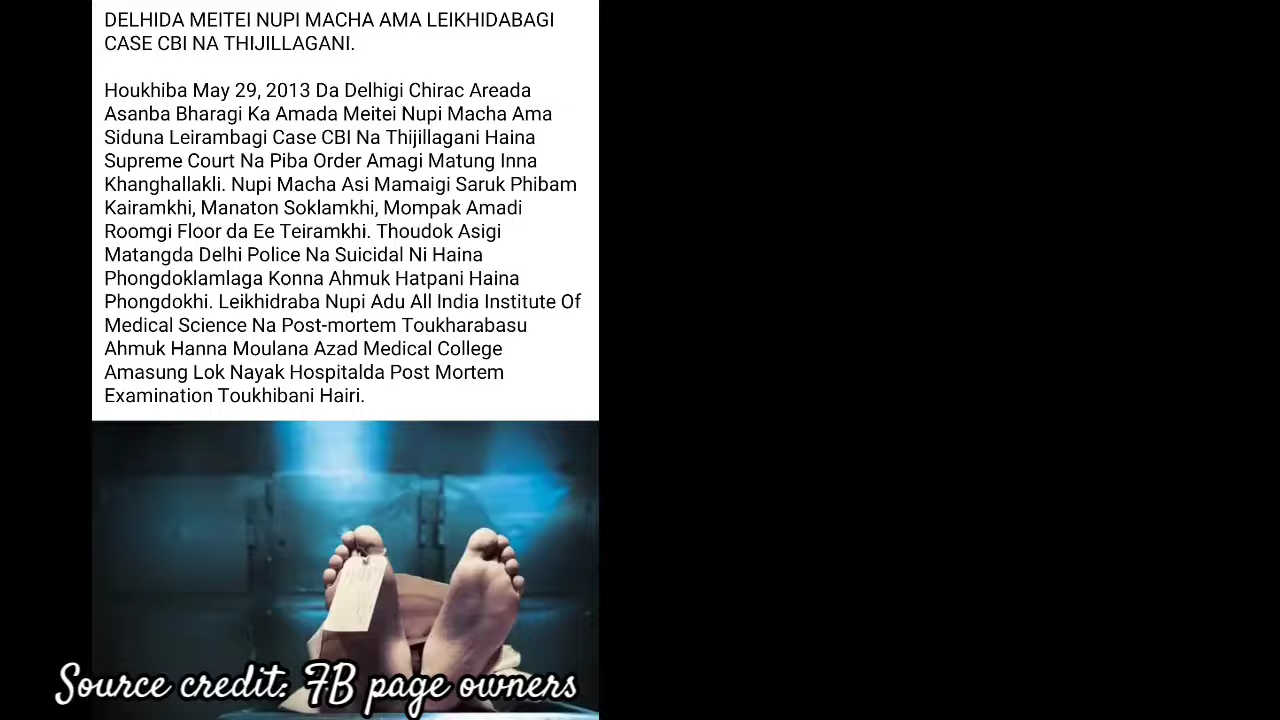 DELHIDA MEITEI NUPI MACHA AMA LEIKHIDABAGI
CASE CBI NA THIJILLAGANI.
Houkhiba May 29, 2013 Da Delhigi Chirac Areada
Asanba Bharagi Ka Amada Meitei Nupi Macha Ama
Siduna Leirambagi Case CBI Na Thijillagani Haina
Supreme Court Na Piba Order Amagi Matung Inna
Khanghallakli. Nupi Macha Asi Mamaigi Saruk Phibam
Kairamkhi, Manaton Soklamkhi, Mompak Amadi
Roomgi Floor da Ee Teiramkhi. Thoudok Asigi
Matangda Delhi Police Na Suicidal Ni Haina
Phongdoklamlaga Konna Ahmuk Hatpani Haina
Phongdokhi. Leikhidraba Nupi Adu All India Institute Of
Medical Science Na Post-mortem Toukharabasu
Ahmuk Hanna Moulana Azad Medical College
Amasung Lok Nayak Hospitalda Post Mortem
Examination Toukhibani Hairi.
Source credit: FB page owners